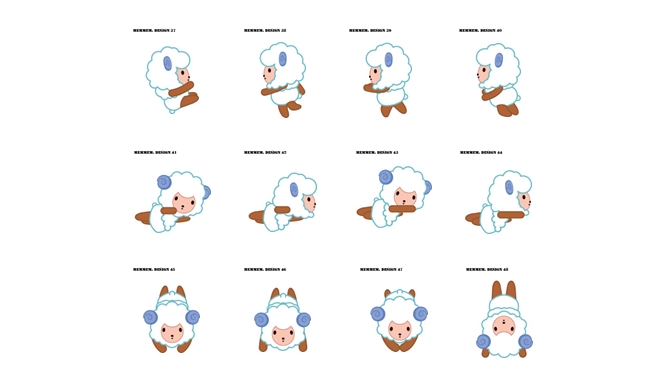 MEMMEM. DESIGN 37
MEMMEM. DESIGN 38
MEMMEM. DESIGN 39
MEMMEM. DESIGN 40
MEMMEM. DESIGN 41
MEMMEM. DESIGN 42
MEMMEM. DESIGN 43
MEMMEM. DESIGN 44
MEMMEM. DESIGN 45
MEMMEM. DESIGN 46
MEMMEM. DESIGN 47
MEMMEM. DESIGN 48